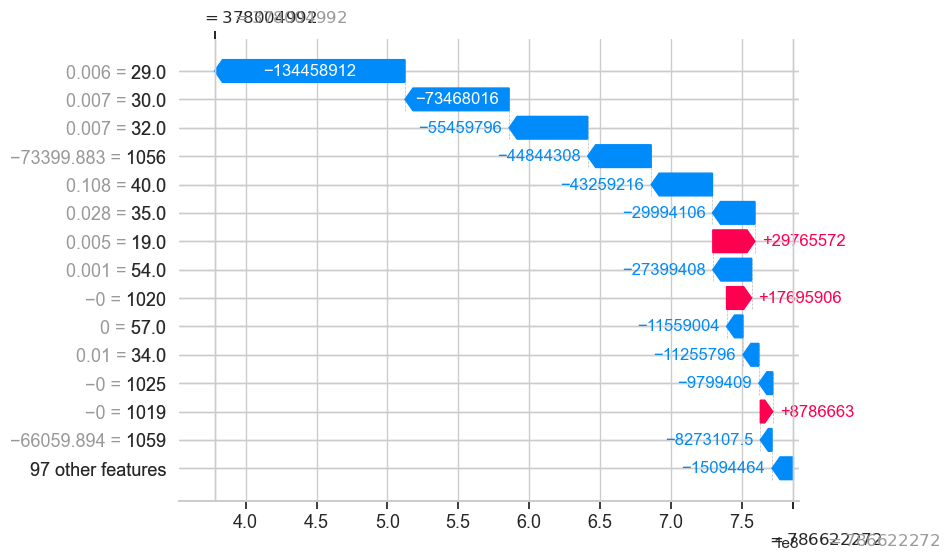 = 378004992
0.006 = 29.0 −134458912
0.007 = 30.0 −73468016
0.007 = 32.0 −55459796
−73399.883 = 1056 −44844308
0.108 = 40.0 −43259216
0.028 = 35.0 −29994106
0.005 = 19.0 +29765572
0.001 = 54.0 −27399408
−0 = 1020 +17695906
0 = 57.0 −11559004
0.01 = 34.0 −11255796
−0 = 1025 −9799409
−0 = 1019 +8786663
−66059.894 = 1059 −8273107.5
97 other features −15094464
4.0 4.5 5.0 5.5 6.0 6.5 7.0 7.5
1e8
= 786622272 = 786622272